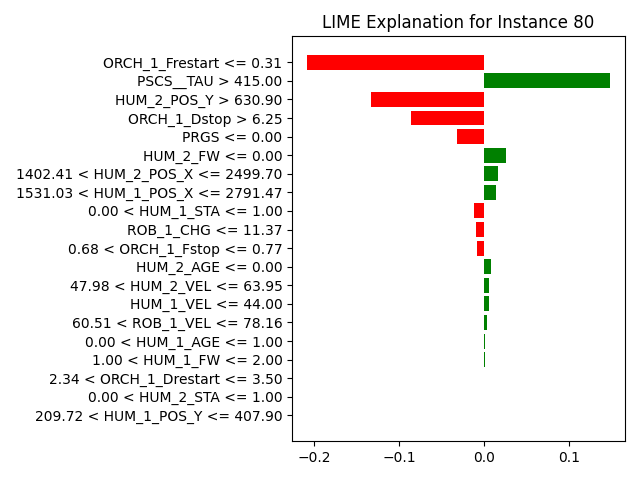 LIME Explanation for Instance 80
ORCH_1_Frestart <= 0.31
PSCS__TAU > 415.00
HUM_2_POS_Y > 630.90
ORCH_1_Dstop > 6.25
PRGS <= 0.00
HUM_2_FW <= 0.00
1402.41 < HUM_2_POS_X <= 2499.70
1531.03 < HUM_1_POS_X <= 2791.47
0.00 < HUM_1_STA <= 1.00
ROB_1_CHG <= 11.37
0.68 < ORCH_1_Fstop <= 0.77
HUM_2_AGE <= 0.00
47.98 < HUM_2_VEL <= 63.95
HUM_1_VEL <= 44.00
60.51 < ROB_1_VEL <= 78.16
0.00 < HUM_1_AGE <= 1.00
1.00 < HUM_1_FW <= 2.00
2.34 < ORCH_1_Drestart <= 3.50
0.00 < HUM_2_STA <= 1.00
209.72 < HUM_1_POS_Y <= 407.90
−0.2 −0.1 0.0 0.1